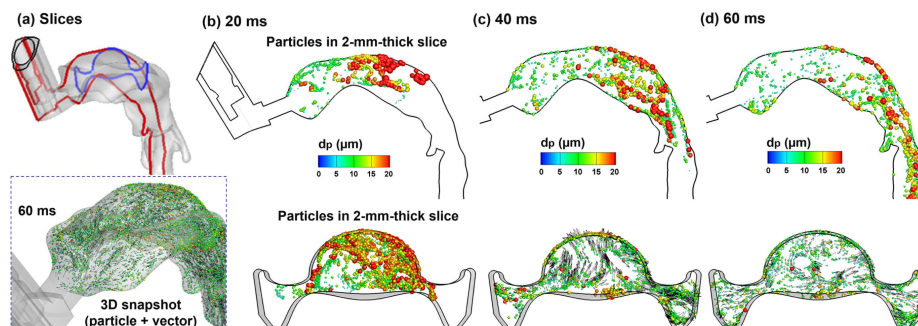 (a) Slices
(b) 20 ms
(c) 40 ms
(d) 60 ms
Particles in 2-mm-thick slice
dp (µm)
0 5 10 15 20
dp (µm)
0 5 10 15 20
dp (µm)
0 5 10 15 20
60 ms
3D snapshot
(particle + vector)
Particles in 2-mm-thick slice